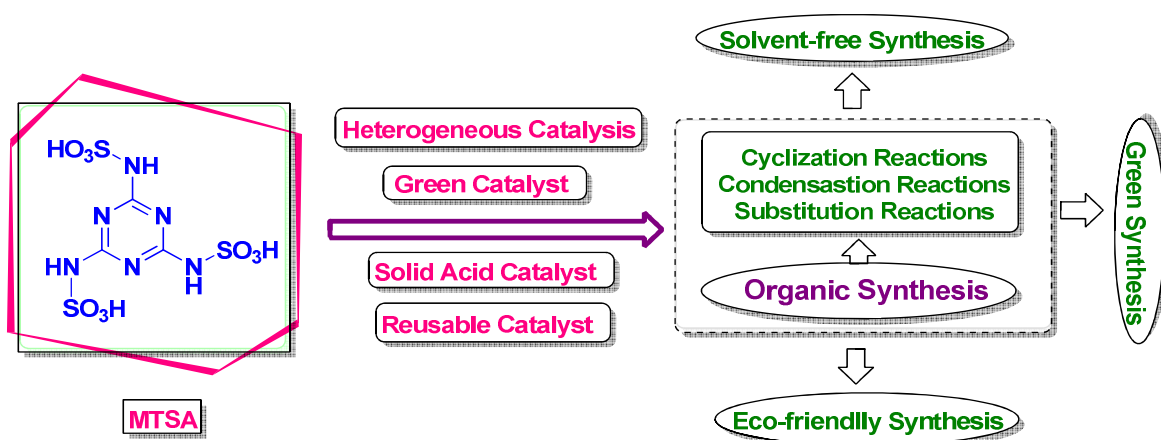 HO₃S
NH
N
N
N
HN
SO₃H
N
H
SO₃H
MTSA
Heterogeneous Catalysis
Green Catalyst
Solid Acid Catalyst
Reusable Catalyst
Solvent-free Synthesis
Cyclization Reactions
Condensastion Reactions
Substitution Reactions
Organic Synthesis
Green Synthesis
Eco-friendlly Synthesis